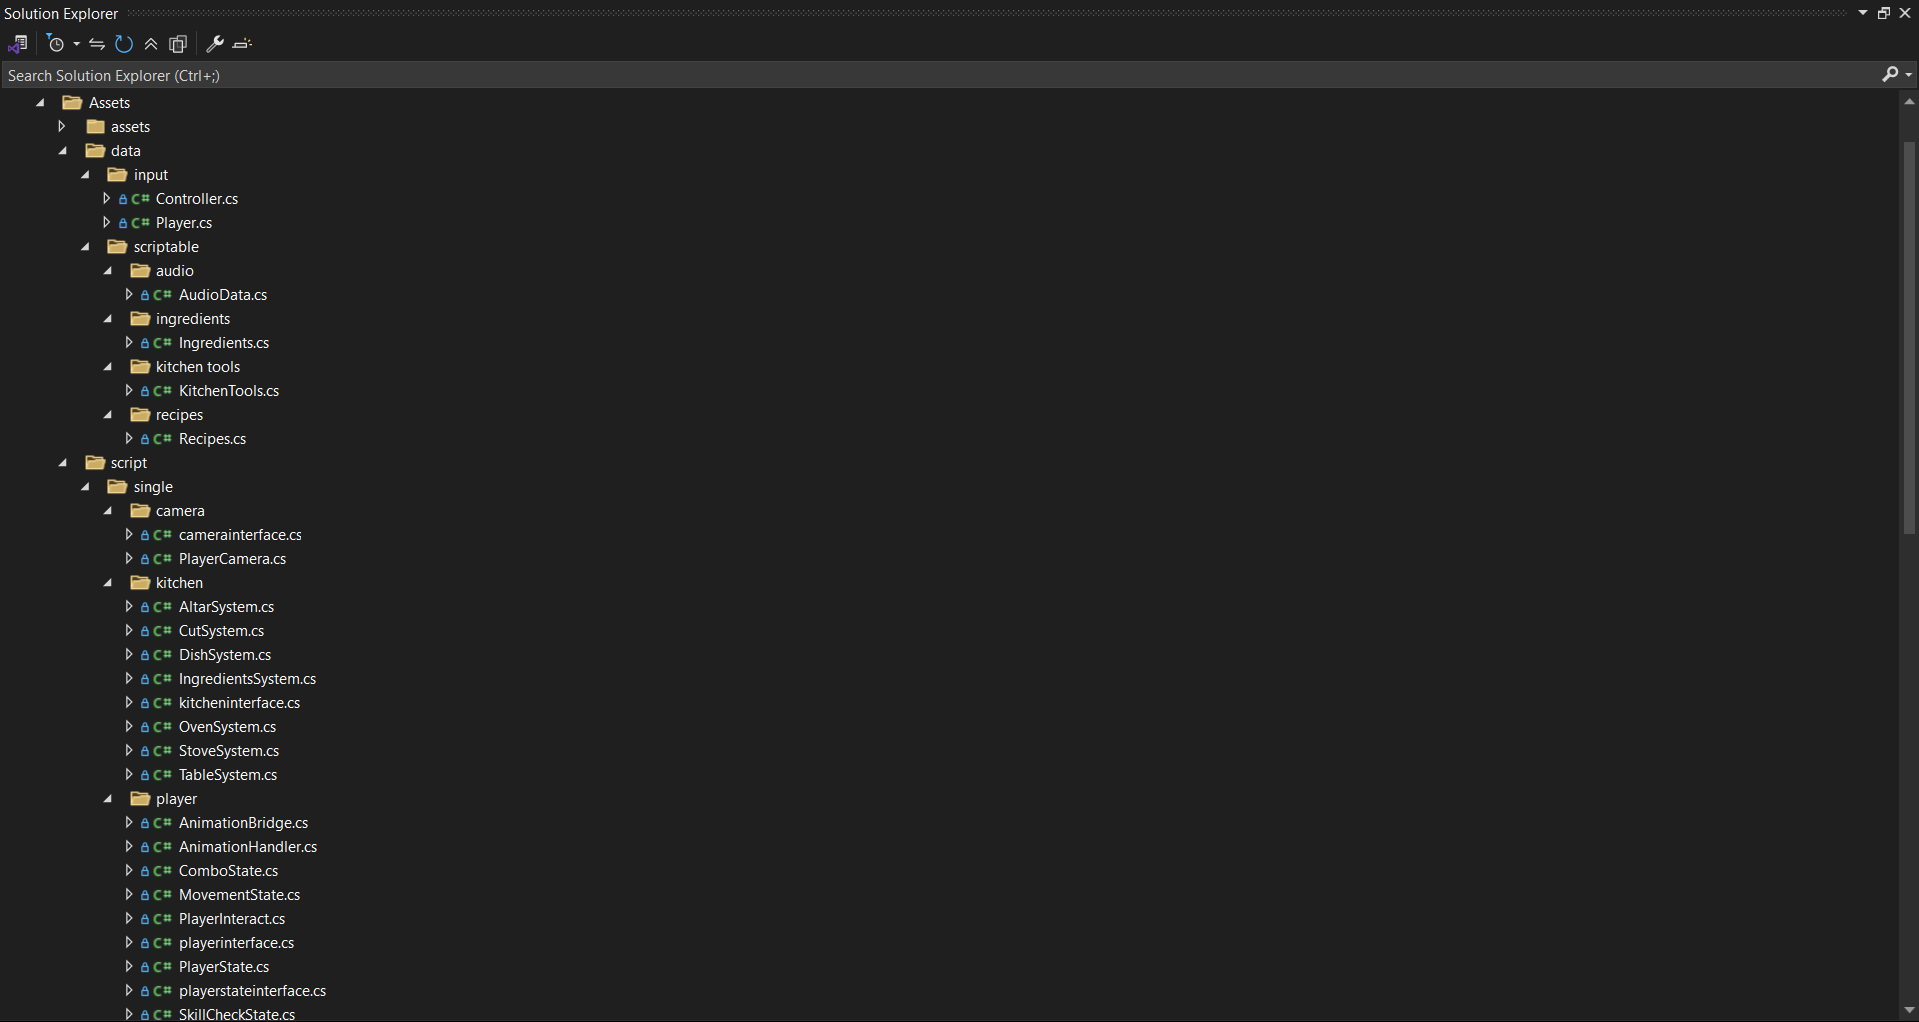 Solution Explorer
Search Solution Explorer (Ctrl+;)
Assets
assets
data
input
C# Controller.cs
C# Player.cs
scriptable
audio
C# AudioData.cs
ingredients
C# Ingredients.cs
kitchen tools
C# KitchenTools.cs
recipes
C# Recipes.cs
script
single
camera
C# camerainterface.cs
C# PlayerCamera.cs
kitchen
C# AltarSystem.cs
C# CutSystem.cs
C# DishSystem.cs
C# IngredientsSystem.cs
C# kitcheninterface.cs
C# OvenSystem.cs
C# StoveSystem.cs
C# TableSystem.cs
player
C# AnimationBridge.cs
C# AnimationHandler.cs
C# ComboState.cs
C# MovementState.cs
C# PlayerInteract.cs
C# playerinterface.cs
C# PlayerState.cs
C# playerstateinterface.cs
C# SkillCheckState.cs